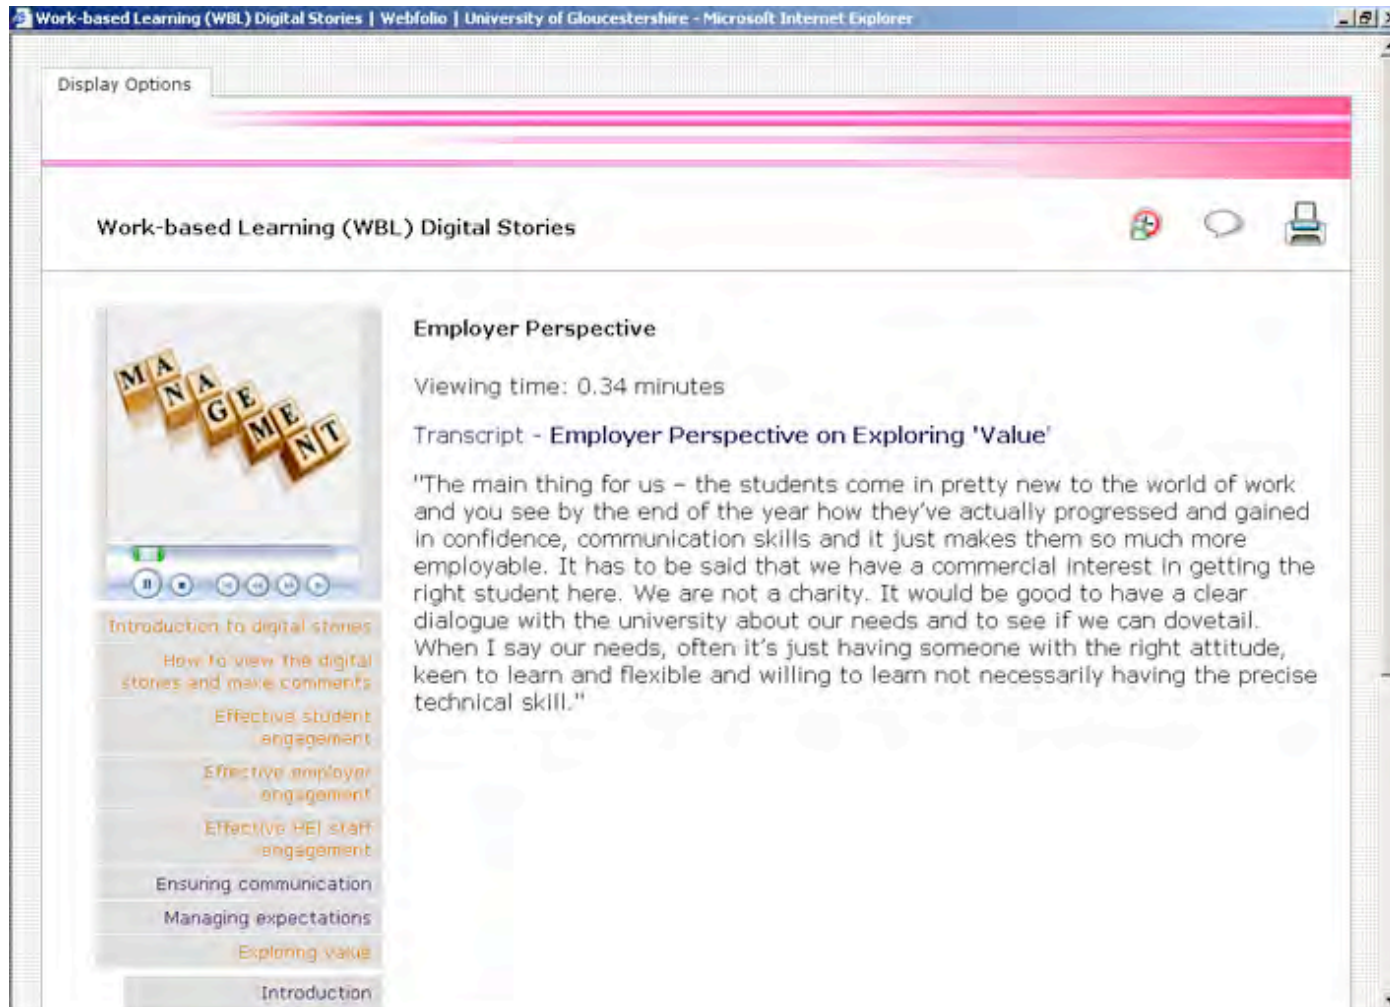 Work-based Learning (WBL) Digital Stories | Webfolio | University of Gloucestershire - Microsoft Internet Explorer
Display Options
Work-based Learning (WBL) Digital Stories
MANAGEMENT
Employer Perspective
Viewing time: 0.34 minutes
Transcript - Employer Perspective on Exploring 'Value'
"The main thing for us – the students come in pretty new to the world of work
and you see by the end of the year how they've actually progressed and gained
in confidence, communication skills and it just makes them so much more
employable. It has to be said that we have a commercial interest in getting the
right student here. We are not a charity. It would be good to have a clear
dialogue with the university about our needs and to see if we can dovetail.
When I say our needs, often it's just having someone with the right attitude,
keen to learn and flexible and willing to learn not necessarily having the precise
technical skill."
Introduction to digital stories
How to view the digital
stories and make comments
Effective student
engagement
Effective employer
engagement
Effective HEI staff
engagement
Ensuring communication
Managing expectations
Exploring value
Introduction